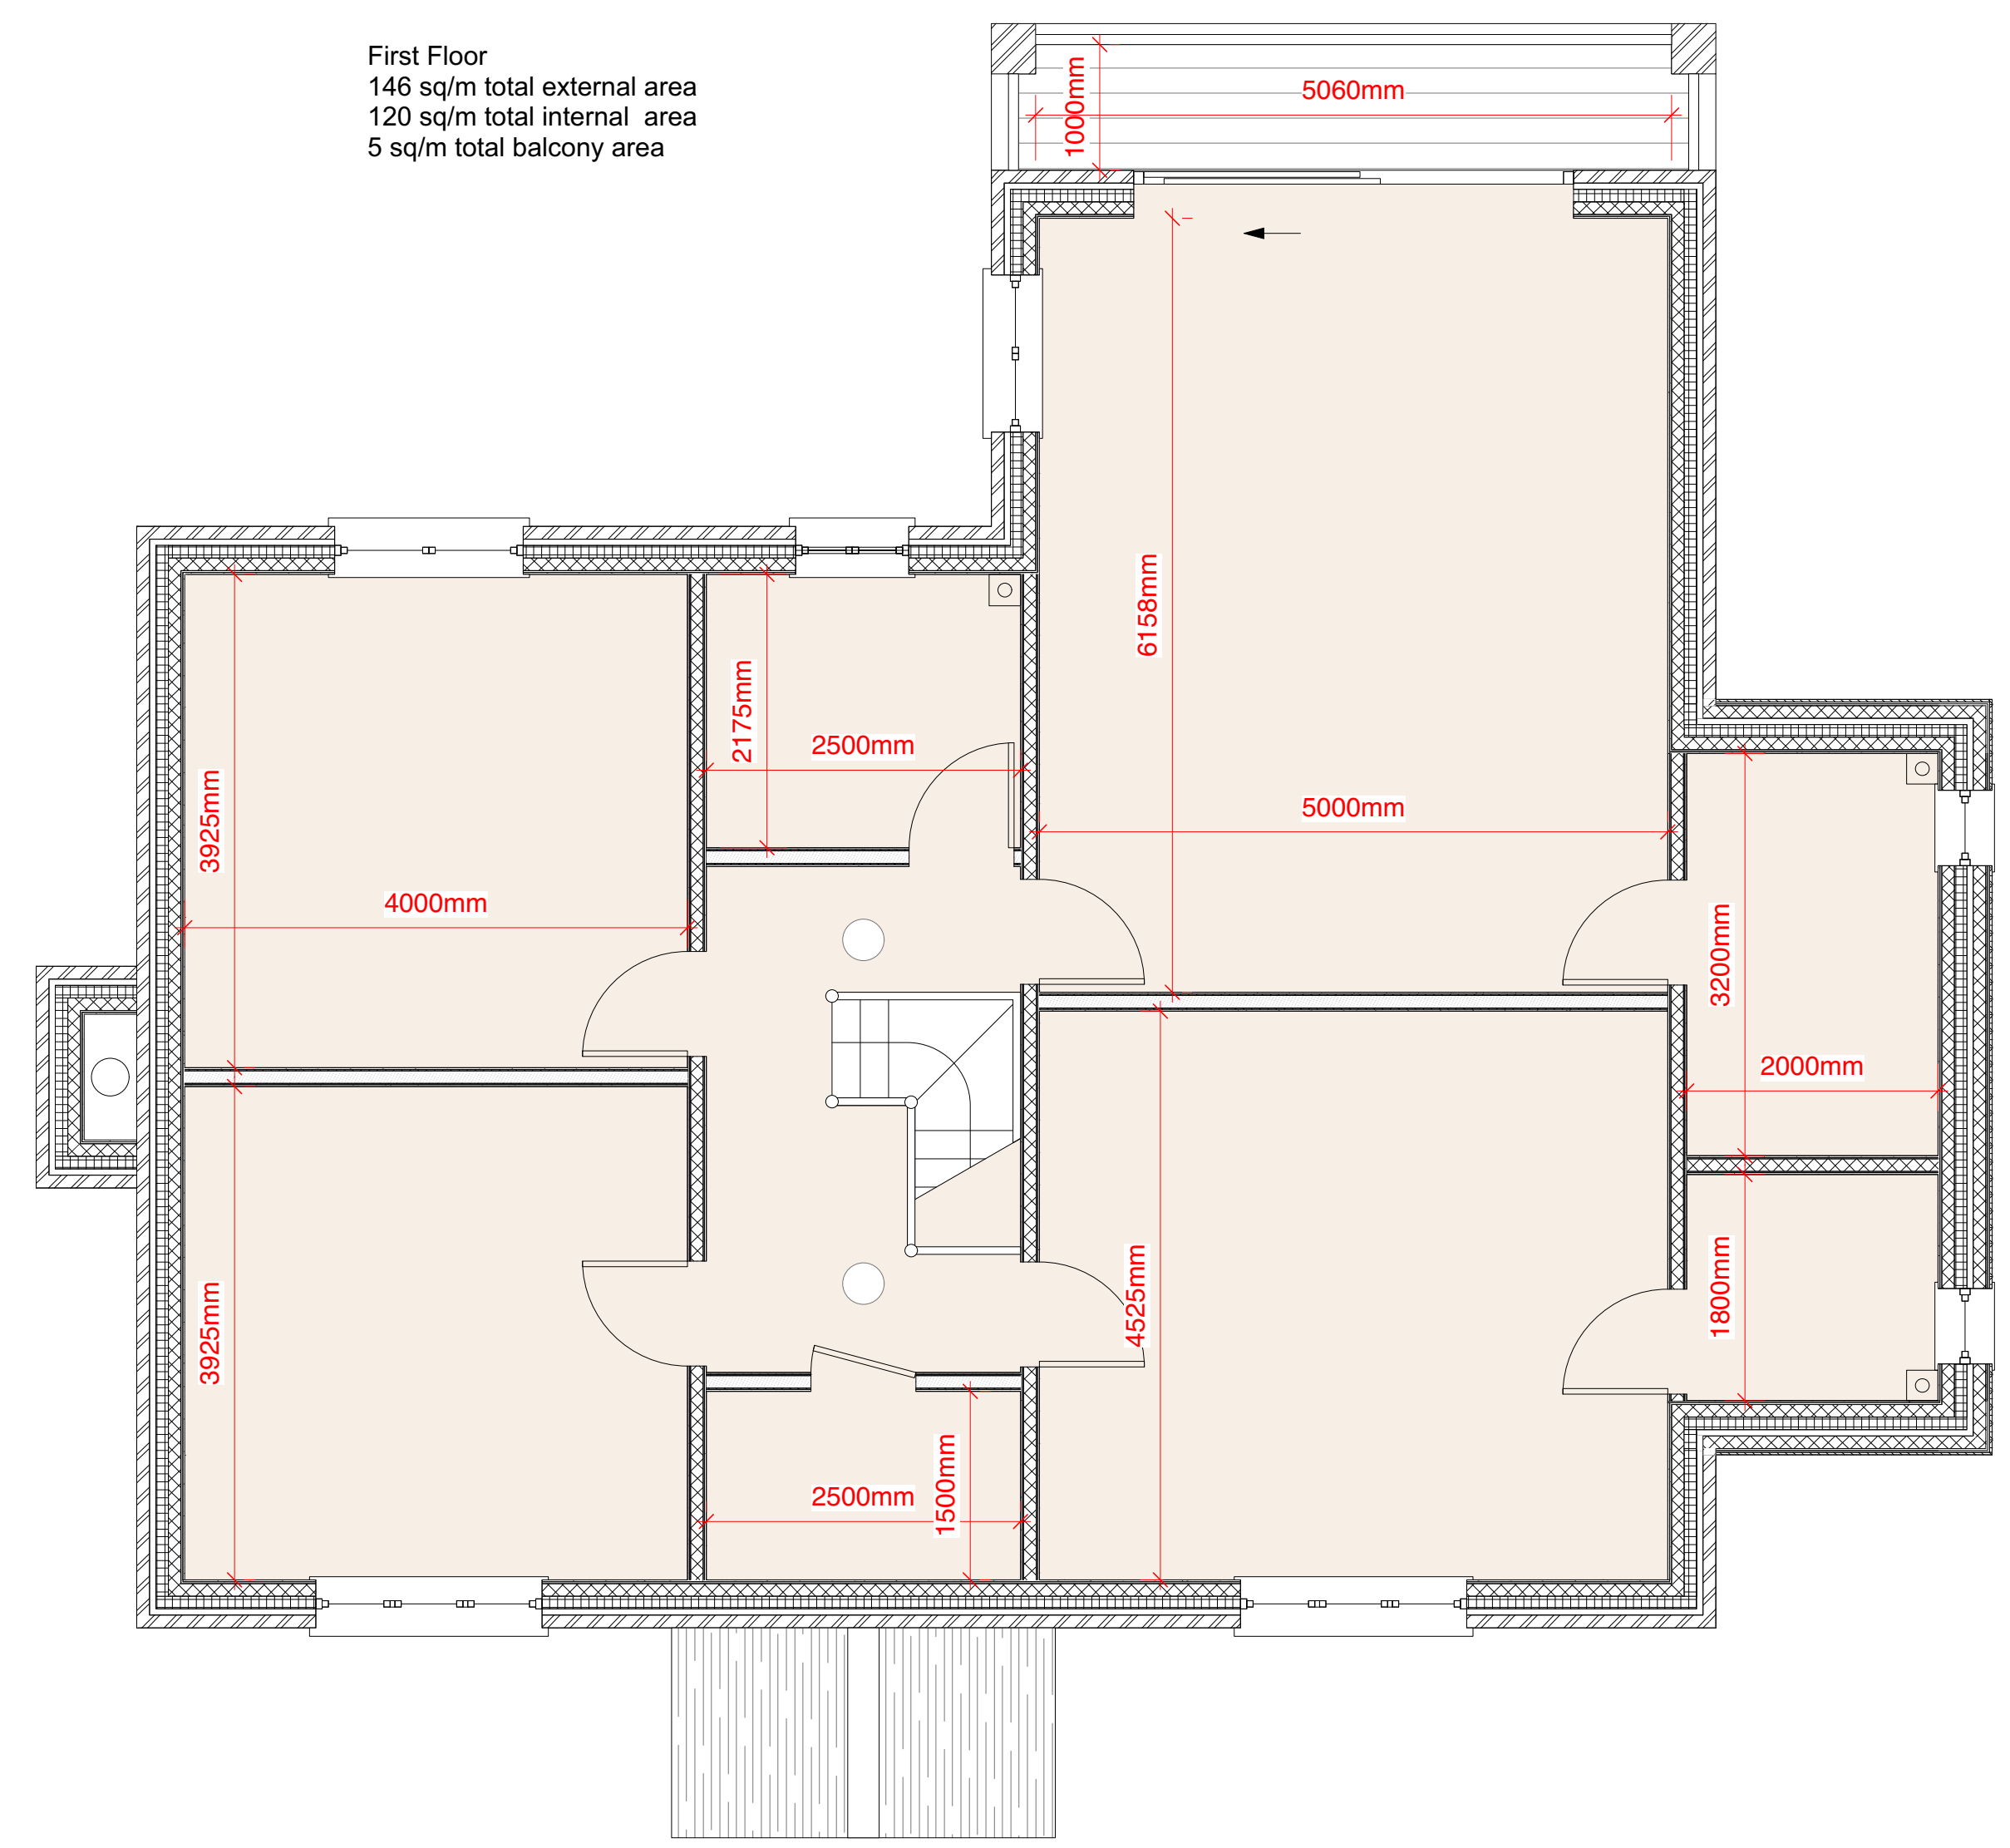 First Floor
146 sq/m total external area
120 sq/m total internal area
5 sq/m total balcony area
1000mm
5060mm
6158mm
2175mm
2500mm
5000mm
3925mm
4000mm
3200mm
2000mm
3925mm
4525mm
1800mm
2500mm
1500mm